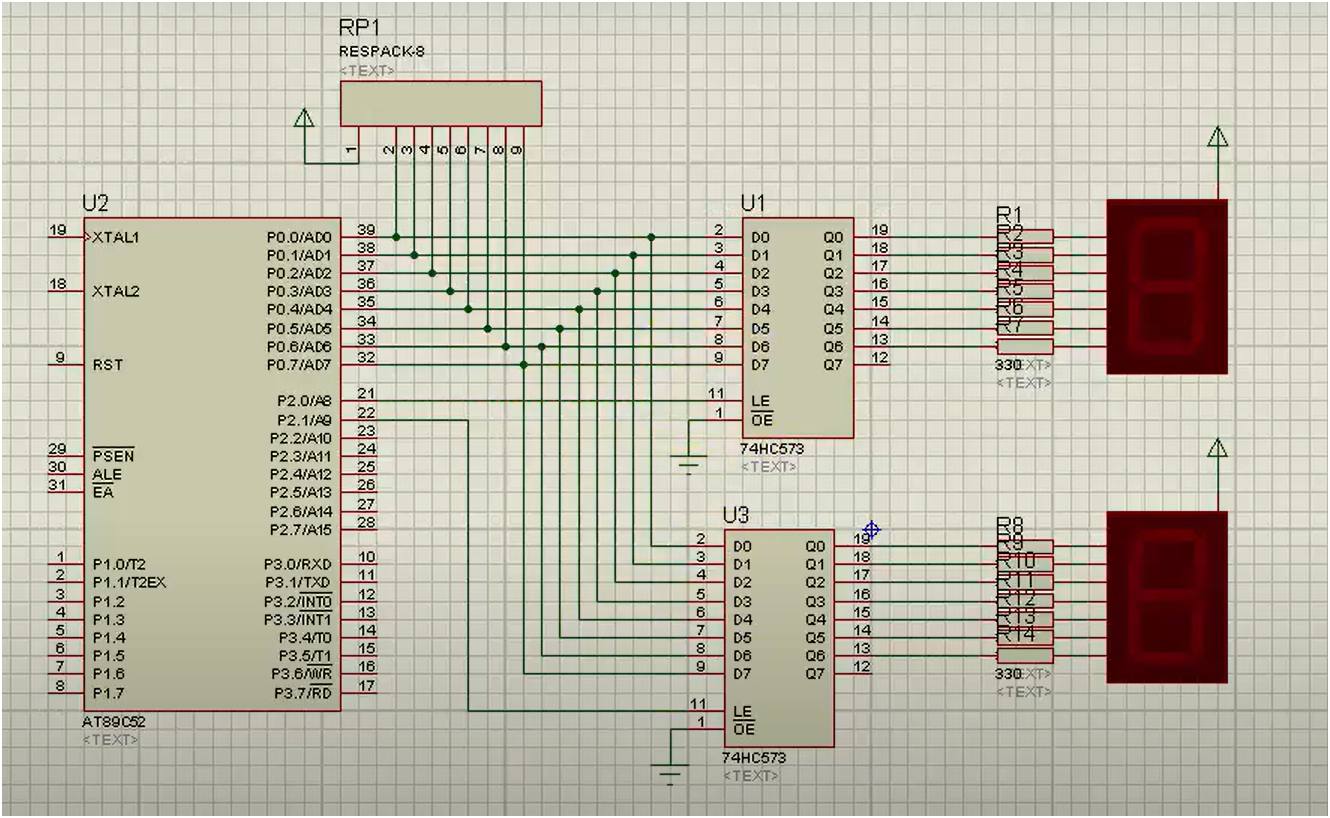 RP1
RESPACK-8
<TEXT>
1 2 3 4 5 6 7 8 9
U2
19 XTAL1
18 XTAL2
9 RST
29 PSEN
30 ALE
31 EA
1 P1.0/T2
2 P1.1/T2EX
3 P1.2
4 P1.3
5 P1.4
6 P1.5
7 P1.6
8 P1.7
P0.0/AD0 39
P0.1/AD1 38
P0.2/AD2 37
P0.3/AD3 36
P0.4/AD4 35
P0.5/AD5 34
P0.6/AD6 33
P0.7/AD7 32
P2.0/A8 21
P2.1/A9 22
P2.2/A10 23
P2.3/A11 24
P2.4/A12 25
P2.5/A13 26
P2.6/A14 27
P2.7/A15 28
P3.0/RXD 10
P3.1/TXD 11
P3.2/INT0 12
P3.3/INT1 13
P3.4/T0 14
P3.5/T1 15
P3.6/WR 16
P3.7/RD 17
AT89C52
<TEXT>
U1
2 D0 Q0 19
3 D1 Q1 18
4 D2 Q2 17
5 D3 Q3 16
6 D4 Q4 15
7 D5 Q5 14
8 D6 Q6 13
9 D7 Q7 12
11 LE
1 OE
74HC573
<TEXT>
R1
R2
R3
R4
R5
R6
R7
330
<TEXT>
U3
2 D0 Q0 19
3 D1 Q1 18
4 D2 Q2 17
5 D3 Q3 16
6 D4 Q4 15
7 D5 Q5 14
8 D6 Q6 13
9 D7 Q7 12
11 LE
1 OE
74HC573
<TEXT>
R8
R9
R10
R11
R12
R13
R14
330
<TEXT>